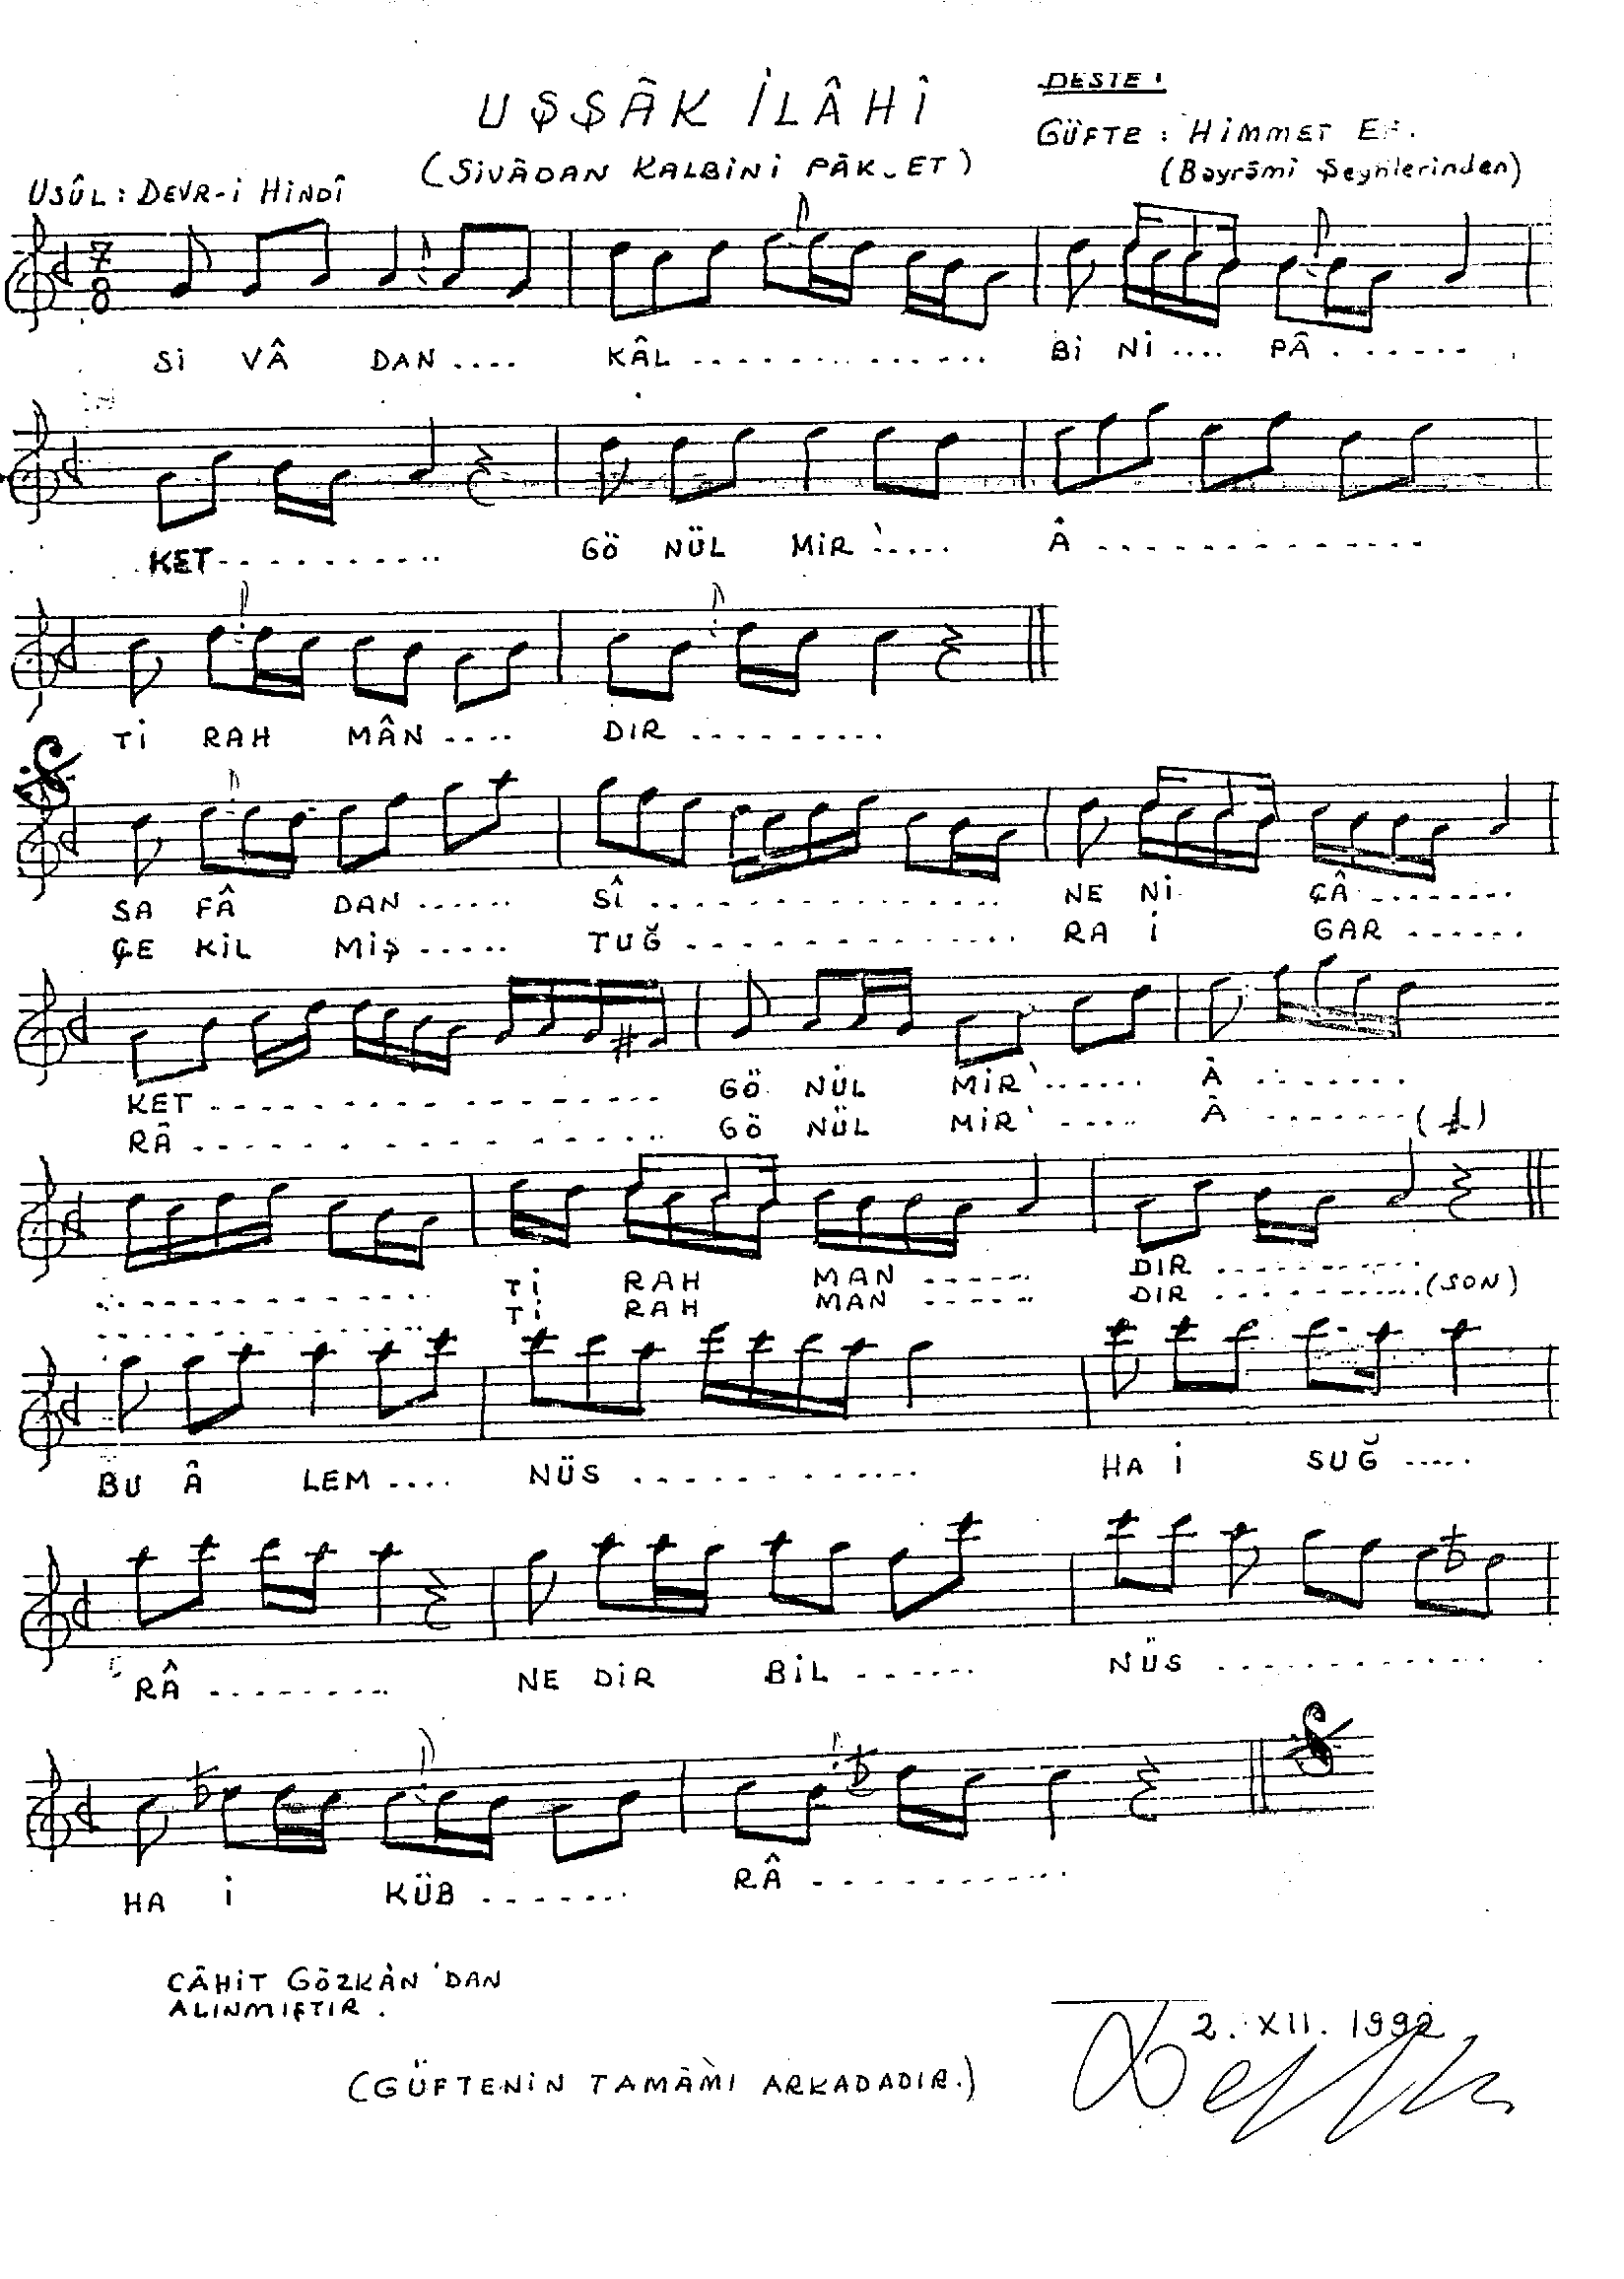 UŞŞÂK İLÂHÎ
DESTE 1
GÜFTE : HİMMET EF.
(SİVÂDAN KALBİNİ PÂK-ET)
(Bayrâmî Şeyhlerinden)
USÛL : DEVR-İ HİNDÎ
7
8
Sİ VÂ DAN.... KÂL ............... Bİ Nİ .... PÂ .......
KET.......... GÖ NÜL MİR'..... Â ..............
Tİ RAH MÂN .... DIR .........
SA FÂ DAN ...... SÎ ............... NE Nİ ÇÂ ........
ÇE KİL MİŞ ..... TUĞ .............. RA İ GAR ......
KET .................. GÖ NÜL MİR'...... Â .......
RÂ .................. GÖ NÜL MİR' ..... Â .......
............. Tİ RAH MAN ...... DIR .........
............. Tİ RAH MAN ...... DIR ......... (SON)
BU Â LEM .... NÜS ........... HA İ SUĞ .....
RÂ ........ NE DİR BİL ...... NÜS ............
HA İ KÜB ....... RÂ ...........
CÂHİT GÖZKÂN'DAN
ALINMIŞTIR.
2. XII. 1992
(GÜFTENİN TAMÂMI ARKADADIR.)